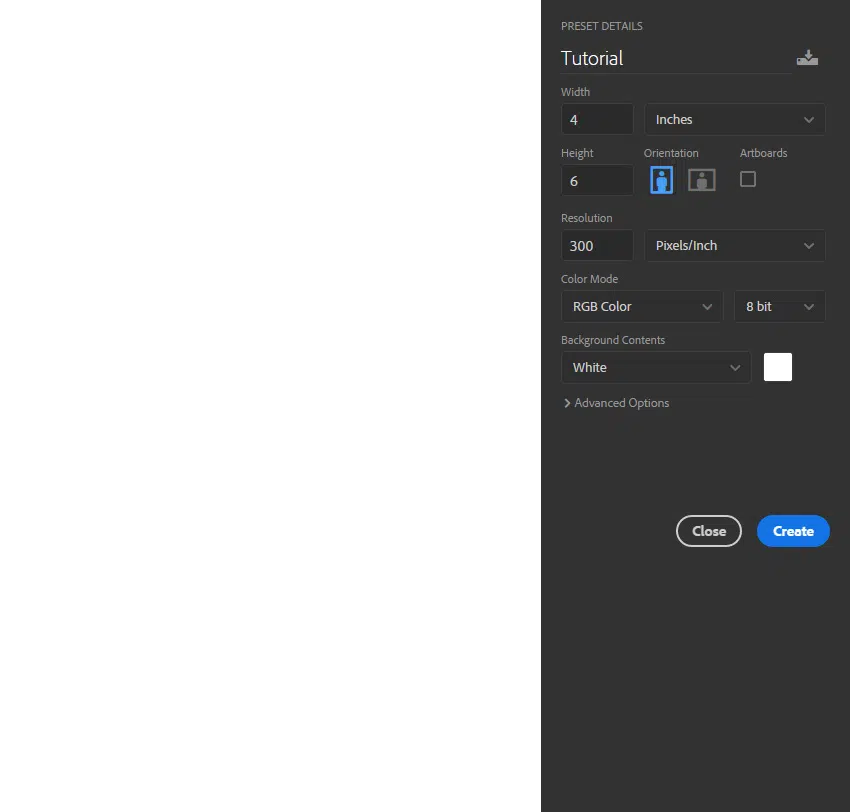 PRESET DETAILS
Tutorial
Width
4 Inches
Height Orientation Artboards
6
Resolution
300 Pixels/Inch
Color Mode
RGB Color 8 bit
Background Contents
White
Advanced Options
Close Create